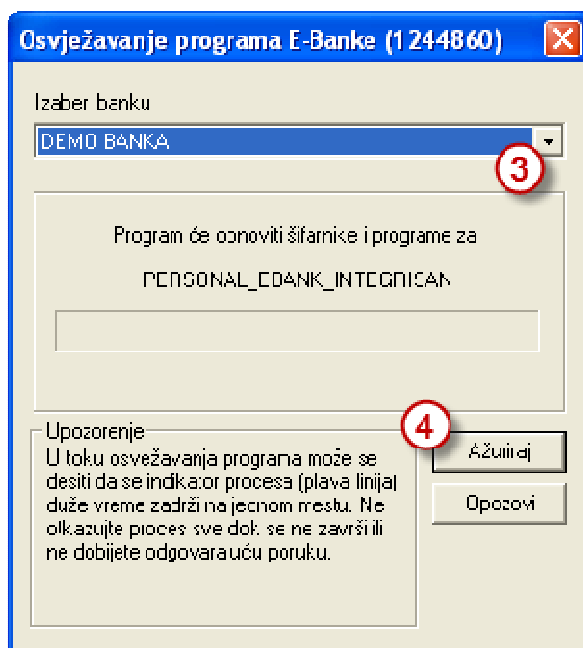 Osvježavanje programa E-Banke (1244860)
Izaber banku
DEMO BANKA
3
Program će obnoviti šifarnike i programe za
PERSONAL_EBANK_INTEGRISAN
4
Upozorenje
U toku osvežavanja programa može se
desiti da se indikator procesa (plava linija)
duže vreme zadrži na jednom mestu. Ne
otkazujte proces sve dok se ne završi ili
ne dobijete odgovarauću poruku.
Ažuriraj
Opozovi